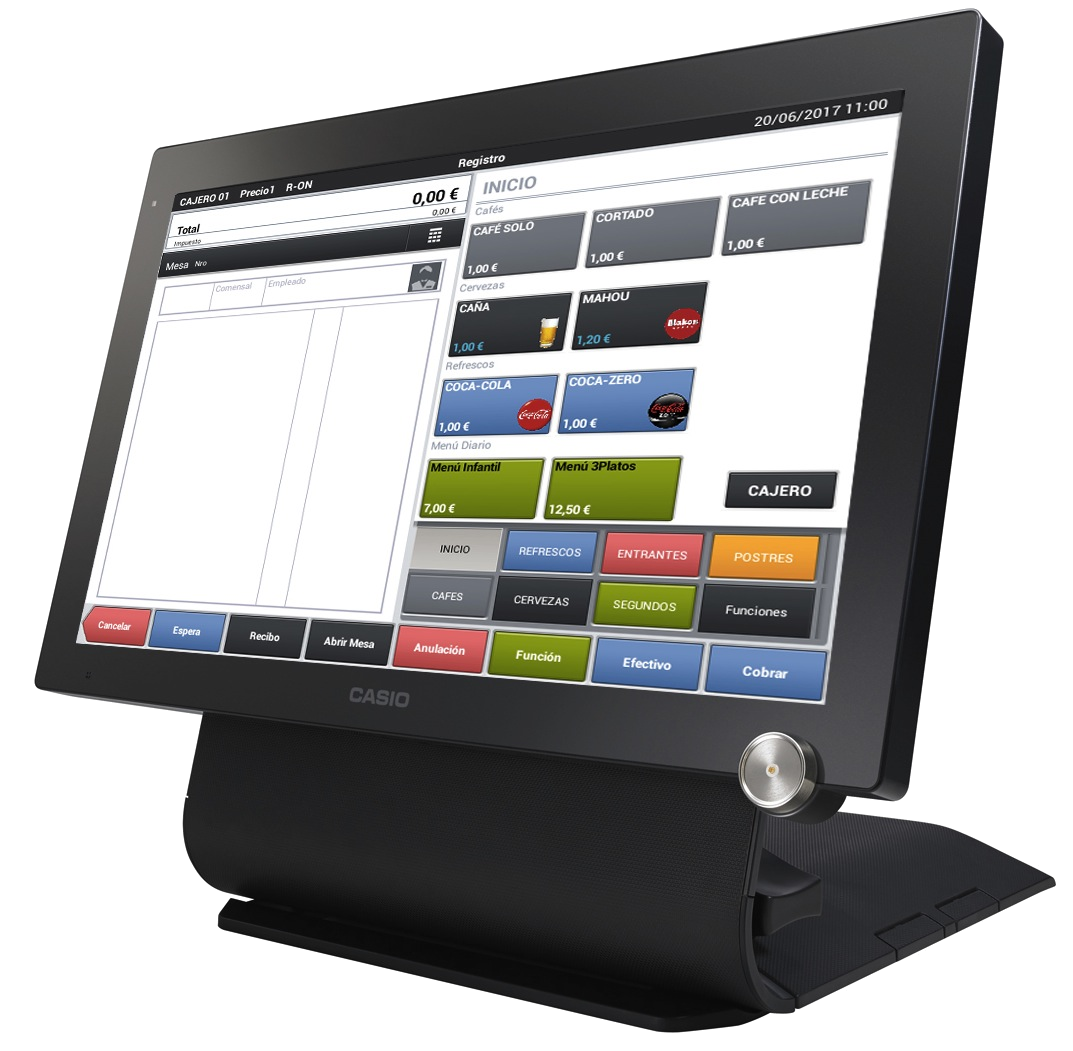 20/06/2017 11:00
Registro
CAJERO 01 Precio1 R-ON
0,00 €
Total
0,00 €
Impuesto
Mesa Nro
Comensal Empleado
INICIO
Cafés
CAFÉ SOLO
1,00 €
CORTADO
1,00 €
CAFE CON LECHE
1,00 €
Cervezas
CAÑA
1,00 €
MAHOU
1,20 €
Refrescos
COCA-COLA
Coca-Cola
1,00 €
COCA-ZERO
Coca-Cola
1,00 €
Menú Diario
Menú Infantil
7,00 €
Menú 3Platos
12,50 €
CAJERO
INICIO REFRESCOS ENTRANTES POSTRES
CAFES CERVEZAS SEGUNDOS Funciones
Cancelar Espera Recibo Abrir Mesa Anulación Función Efectivo Cobrar
CASIO